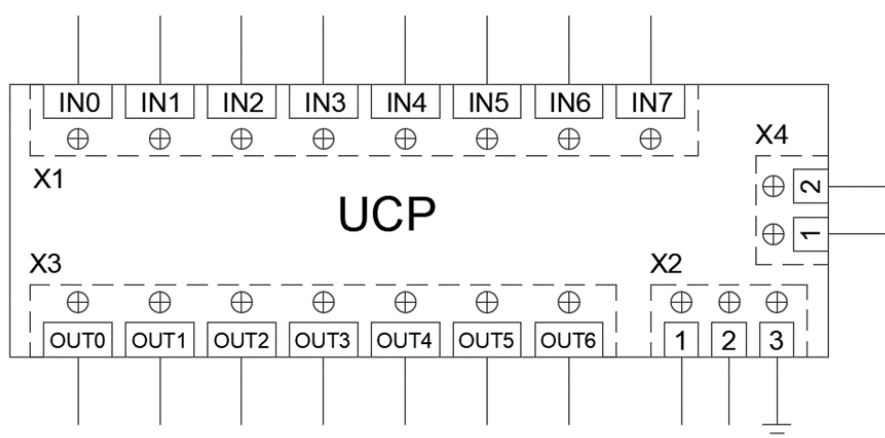 IN0 IN1 IN2 IN3 IN4 IN5 IN6 IN7
X4
X1
2
UCP
1
X3
X2
OUT0 OUT1 OUT2 OUT3 OUT4 OUT5 OUT6
1 2 3